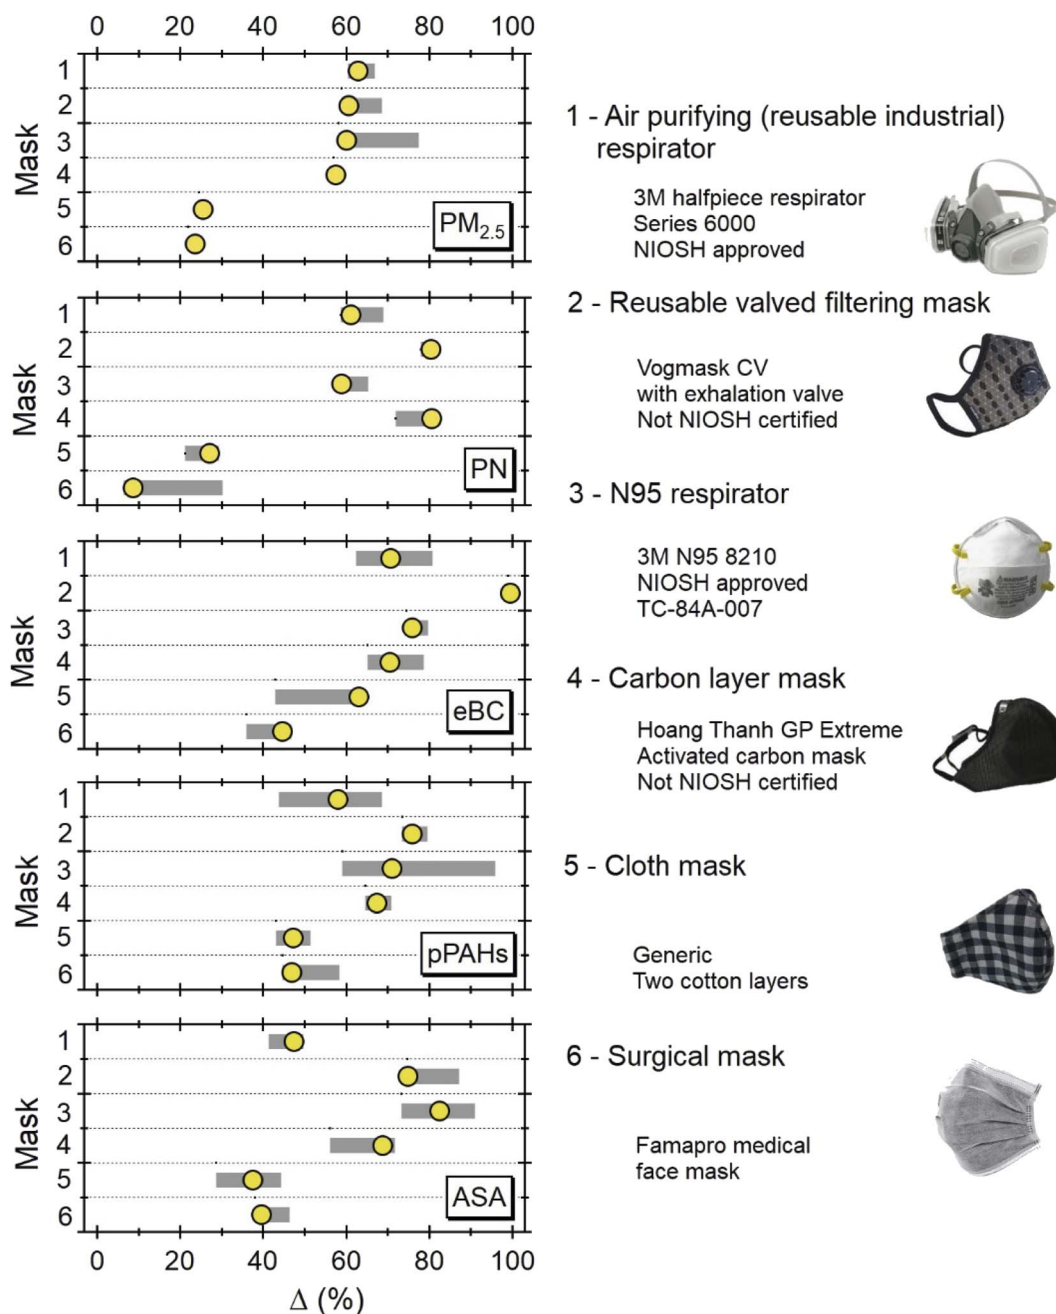 0 20 40 60 80 100
Mask
1
2
3
4
5
6
PM2.5
Mask
1
2
3
4
5
6
PN
Mask
1
2
3
4
5
6
eBC
Mask
1
2
3
4
5
6
pPAHs
Mask
1
2
3
4
5
6
ASA
0 20 40 60 80 100
Δ (%)
1 - Air purifying (reusable industrial)
respirator
3M halfpiece respirator
Series 6000
NIOSH approved
2 - Reusable valved filtering mask
Vogmask CV
with exhalation valve
Not NIOSH certified
3 - N95 respirator
3M N95 8210
NIOSH approved
TC-84A-007
4 - Carbon layer mask
Hoang Thanh GP Extreme
Activated carbon mask
Not NIOSH certified
5 - Cloth mask
Generic
Two cotton layers
6 - Surgical mask
Famapro medical
face mask